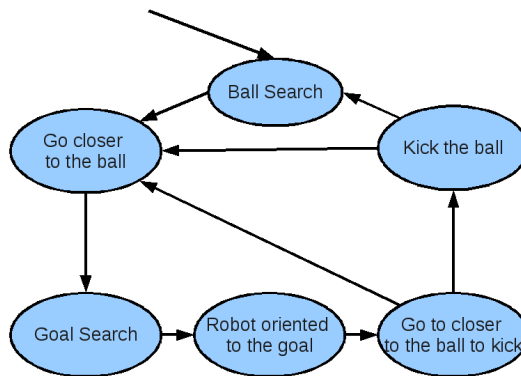 Ball Search
Go closer
to the ball
Kick the ball
Goal Search
Robot oriented
to the goal
Go to closer
to the ball to kick